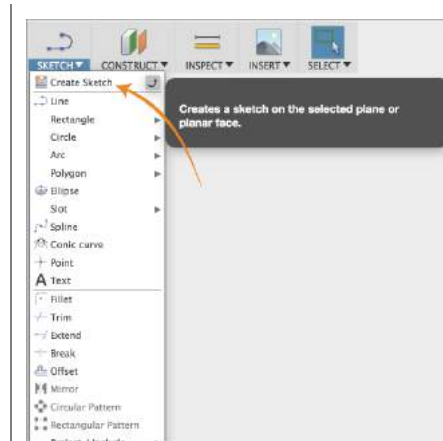 SKETCH CONSTRUCT INSPECT INSERT SELECT
Create Sketch
Line
Rectangle
Circle
Arc
Polygon
Ellipse
Slot
Spline
Conic curve
Point
A Text
Fillet
Trim
Extend
Break
Offset
Mirror
Circular Pattern
Rectangular Pattern
Creates a sketch on the selected plane or
planar face.